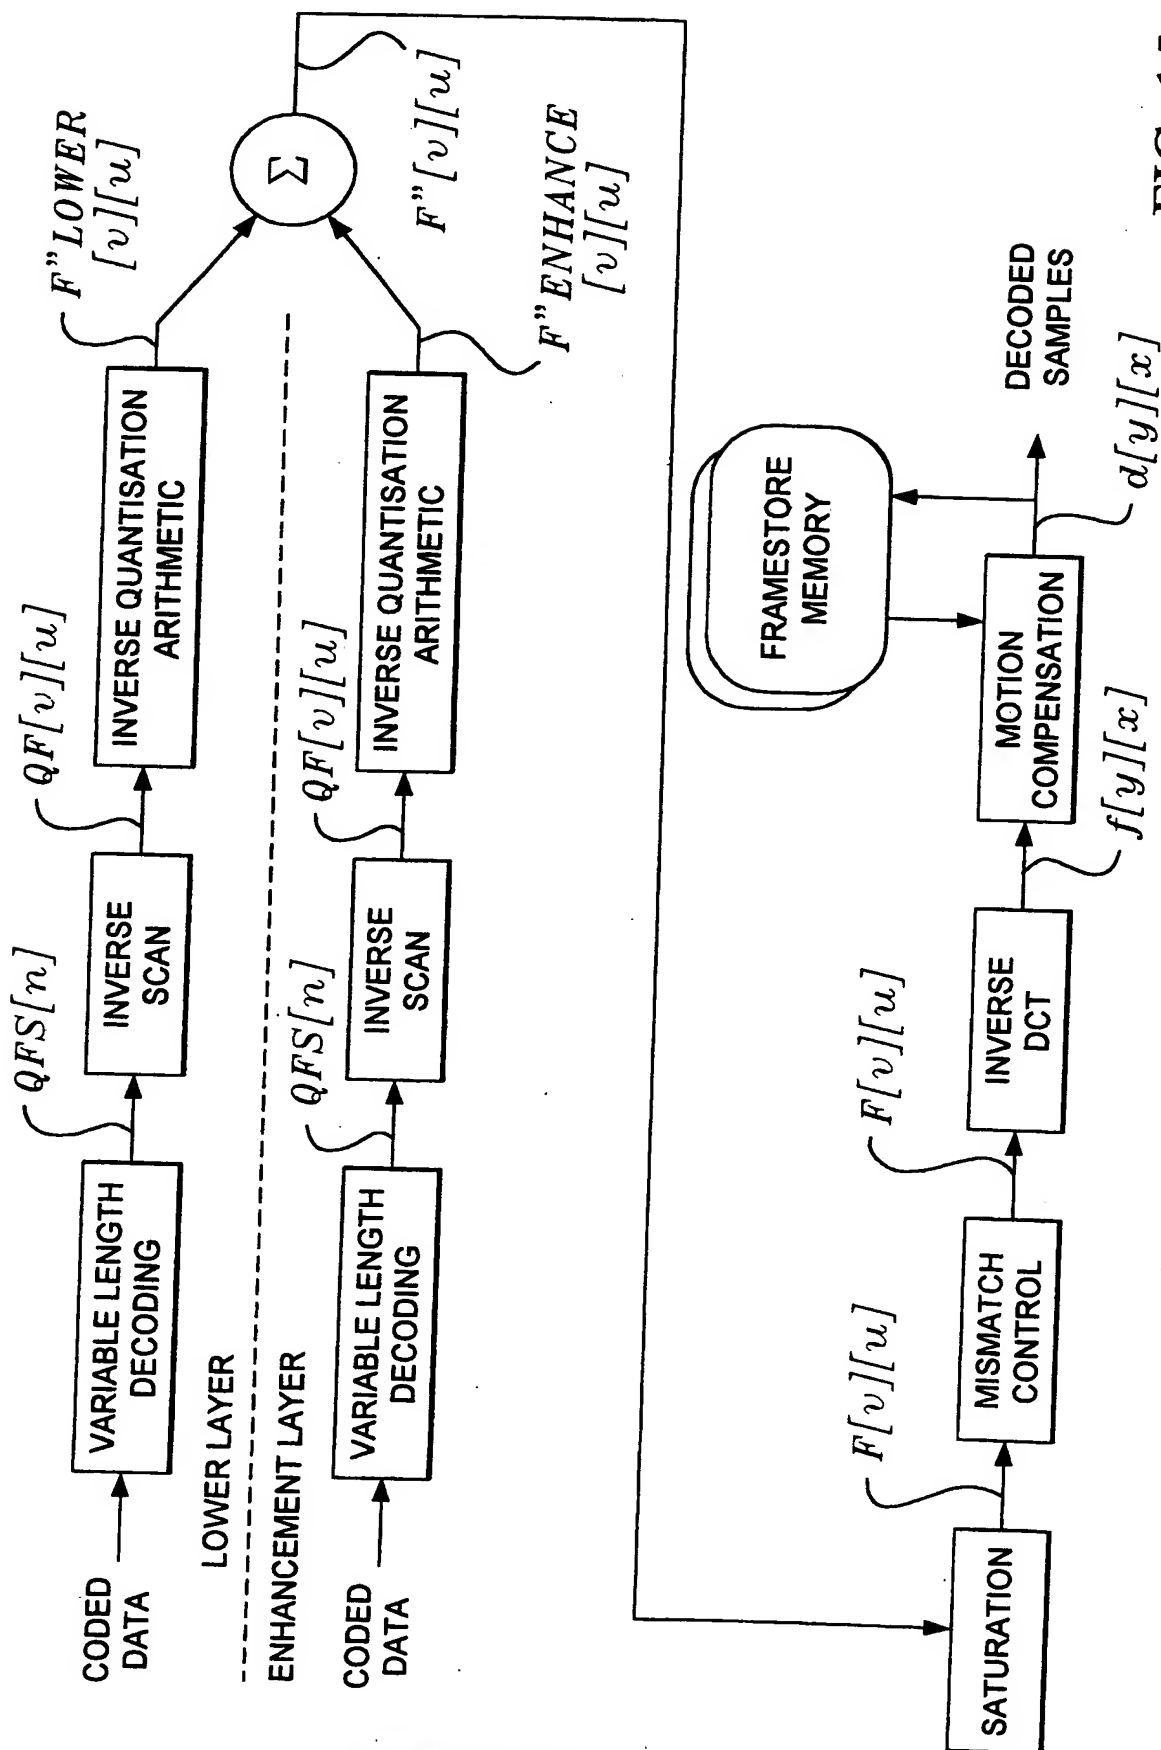 F"LOWER
[v][u]
QF[v][u]
QFS[n]
CODED
DATA
VARIABLE LENGTH
DECODING
INVERSE
SCAN
INVERSE QUANTISATION
ARITHMETIC
Σ
F"[v][u]
LOWER LAYER
ENHANCEMENT LAYER
F"ENHANCE
[v][u]
QF[v][u]
QFS[n]
CODED
DATA
VARIABLE LENGTH
DECODING
INVERSE
SCAN
INVERSE QUANTISATION
ARITHMETIC
FRAMESTORE
MEMORY
F[v][u]
F[v][u]
SATURATION
MISMATCH
CONTROL
INVERSE
DCT
MOTION
COMPENSATION
DECODED
SAMPLES
f[y][x]
d[y][x]